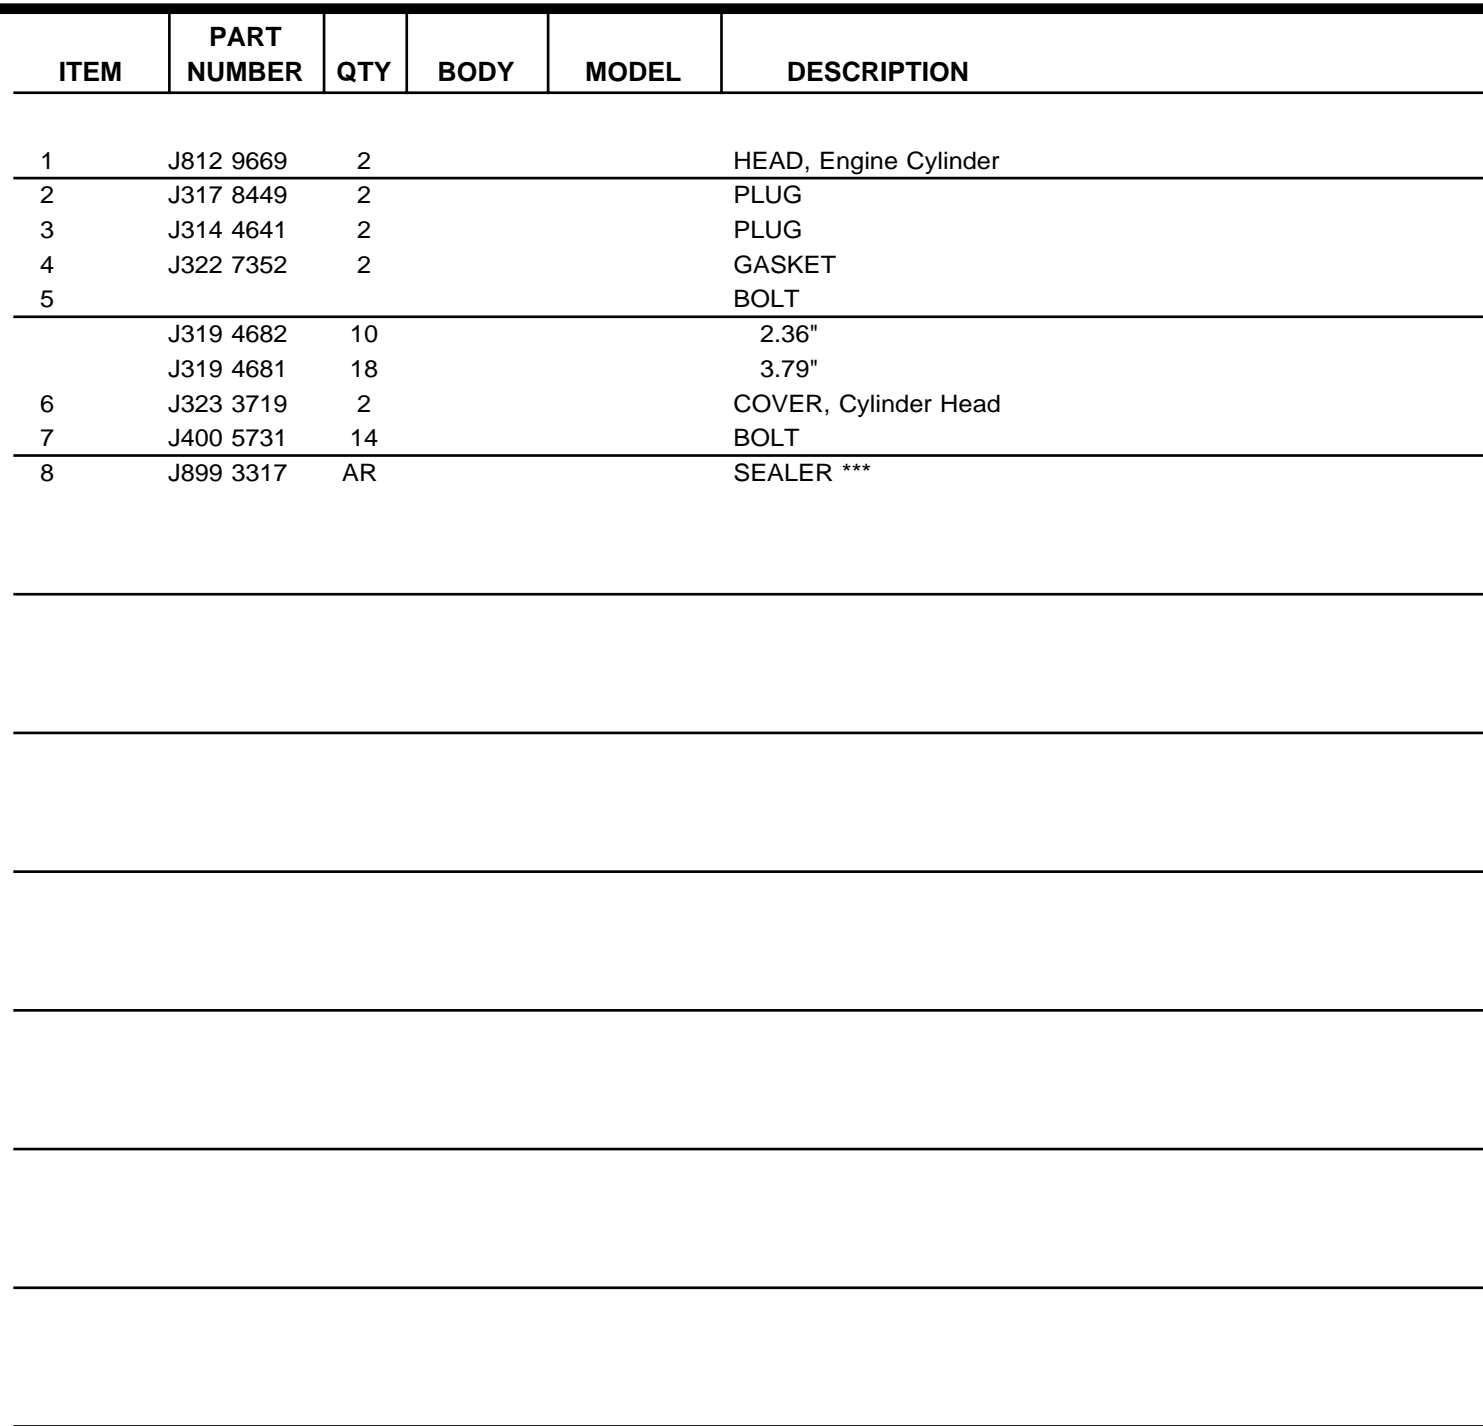 PART
ITEM NUMBER QTY BODY MODEL DESCRIPTION
1 J812 9669 2 HEAD, Engine Cylinder
2 J317 8449 2 PLUG
3 J314 4641 2 PLUG
4 J322 7352 2 GASKET
5 BOLT
J319 4682 10 2.36"
J319 4681 18 3.79"
6 J323 3719 2 COVER, Cylinder Head
7 J400 5731 14 BOLT
8 J899 3317 AR SEALER ***